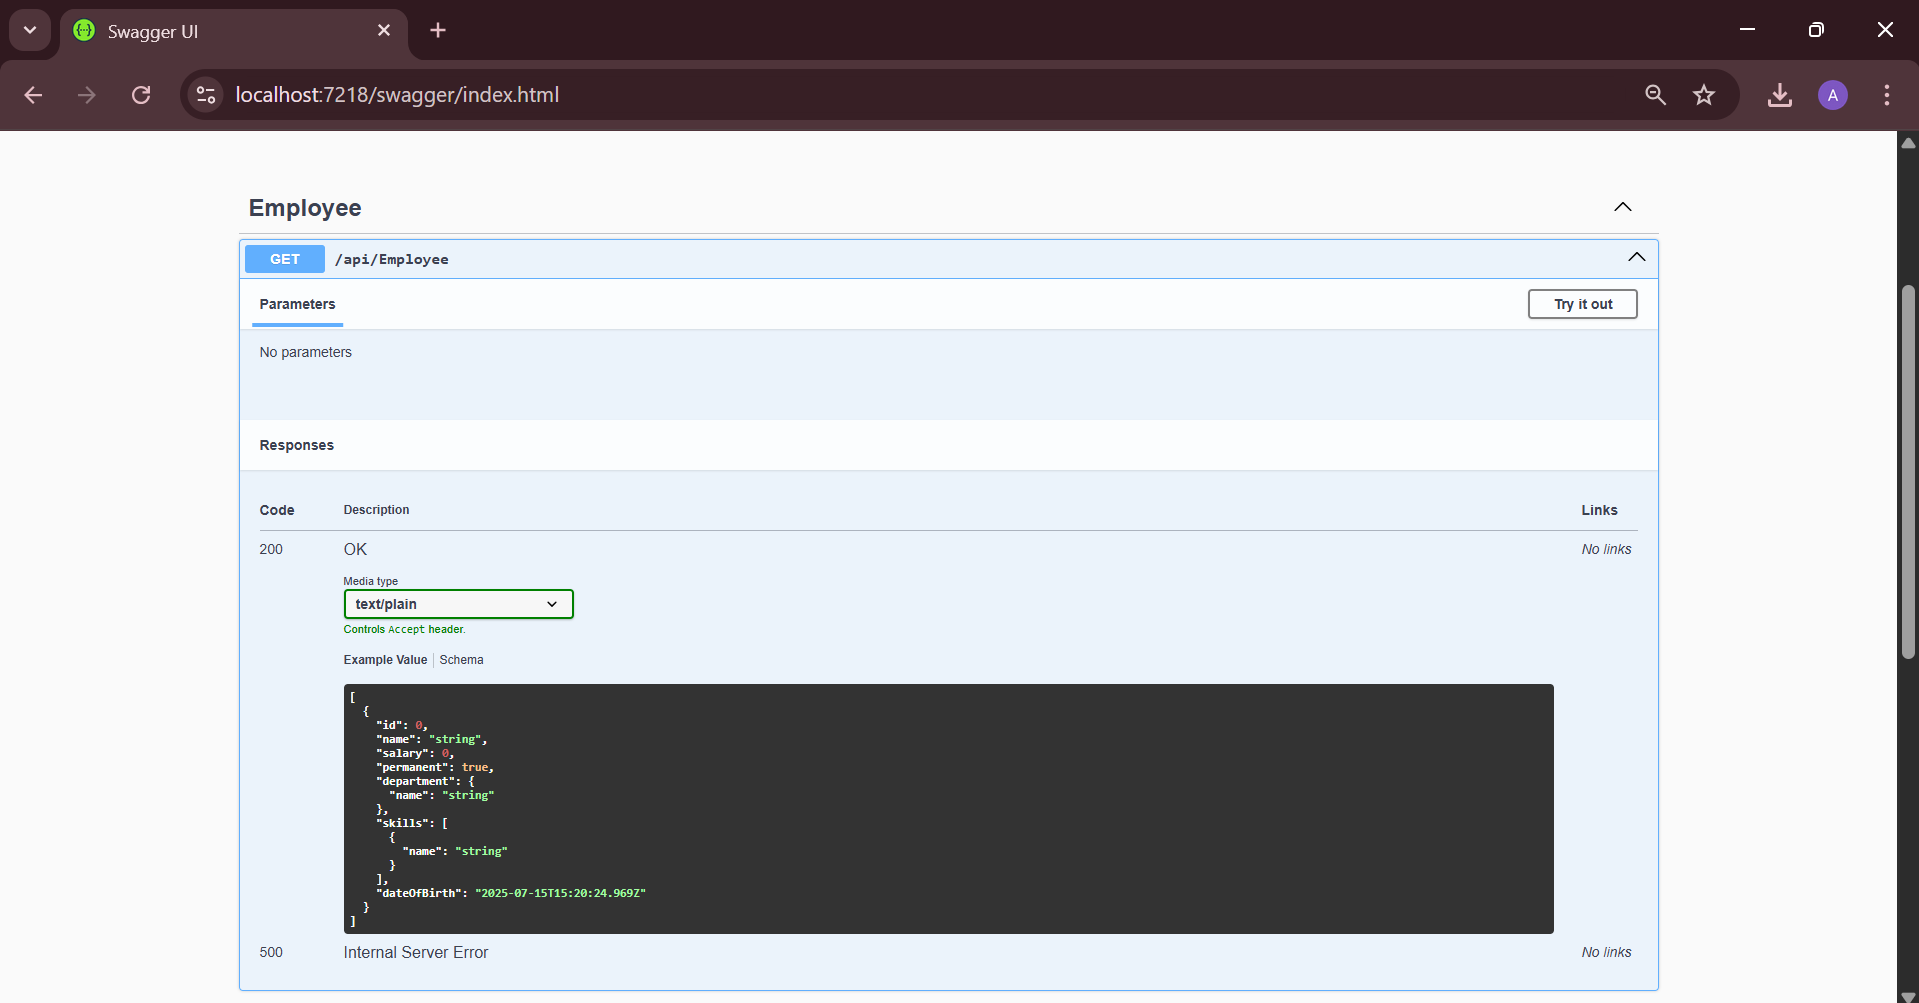 Swagger UI
localhost:7218/swagger/index.html
A
Employee
GET /api/Employee
Parameters
Try it out
No parameters
Responses
Code Description Links
200 OK No links
Media type
text/plain
Controls Accept header.
Example Value Schema
[
{
"id": 0,
"name": "string",
"salary": 0,
"permanent": true,
"department": {
"name": "string"
},
"skills": [
{
"name": "string"
}
],
"dateOfBirth": "2025-07-15T15:20:24.969Z"
}
]
500 Internal Server Error No links